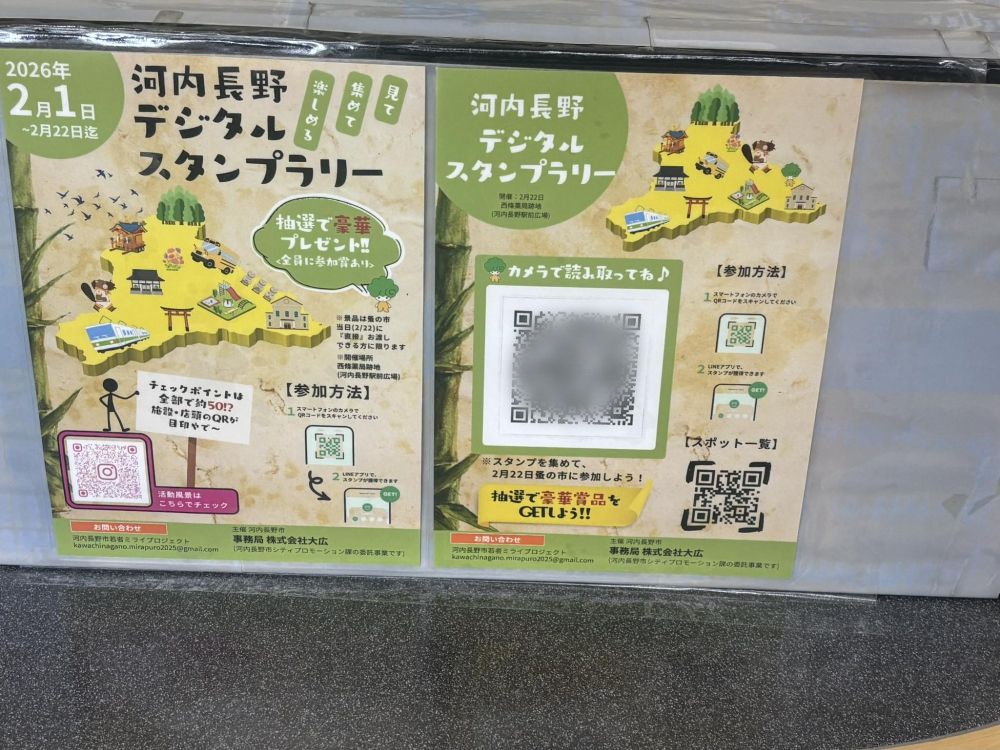 2026年
2月1日
~2月22日迄
河内長野
デジタル
スタンプラリー
見て
集めて
楽しめる
抽選で豪華
プレゼント!!
<全員に参加賞あり>
※景品は蚤の市
当日(2/22)に
『直接』お渡し
できる方に限ります
※開催場所
西條薬局跡地
(河内長野駅前広場)
チェックポイントは
全部で約50!?
施設・店頭のQRが
目印やで~
【参加方法】
1 スマートフォンのカメラで
QRコードをスキャンしてください
2 LINEアプリで、
スタンプが獲得できます
GET!
活動風景は
こちらでチェック
お問い合わせ
河内長野市若者ミライプロジェクト
kawachinagano.mirapuro2025@gmail.com
主催 河内長野市
事務局 株式会社大広
(河内長野市シティプロモーション課の委託事業です)
河内長野
デジタル
スタンプラリー
開催:2月22日
西條薬局跡地
(河内長野駅前広場)
カメラで読み取ってね♪
【参加方法】
1 スマートフォンのカメラで
QRコードをスキャンしてください
2 LINEアプリで、
スタンプが獲得できます
GET!
※スタンプを集めて、
2月22日蚤の市に参加しよう!
抽選で豪華賞品を
GETしよう!!
【スポット一覧】
お問い合わせ
河内長野市若者ミライプロジェクト
kawachinagano.mirapuro2025@gmail.com
主催 河内長野市
事務局 株式会社大広
(河内長野市シティプロモーション課の委託事業です)